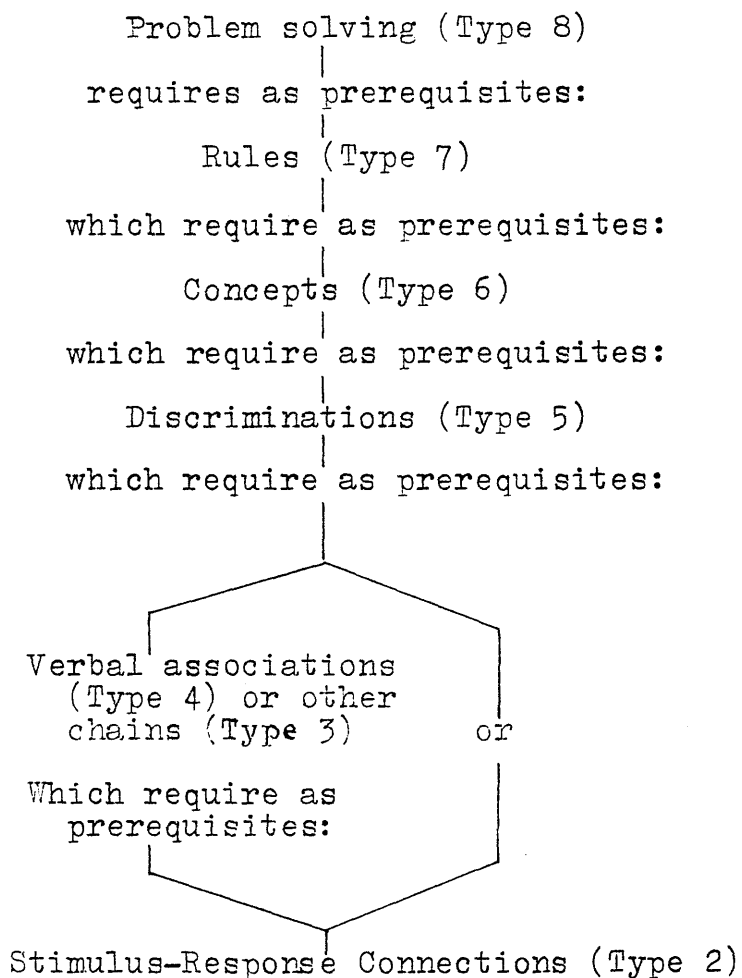 Problem solving (Type 8)
requires as prerequisites:
Rules (Type 7)
which require as prerequisites:
Concepts (Type 6)
which require as prerequisites:
Discriminations (Type 5)
which require as prerequisites:
Verbal associations
(Type 4) or other
chains (Type 3)
or
Which require as
prerequisites:
Stimulus-Response Connections (Type 2)